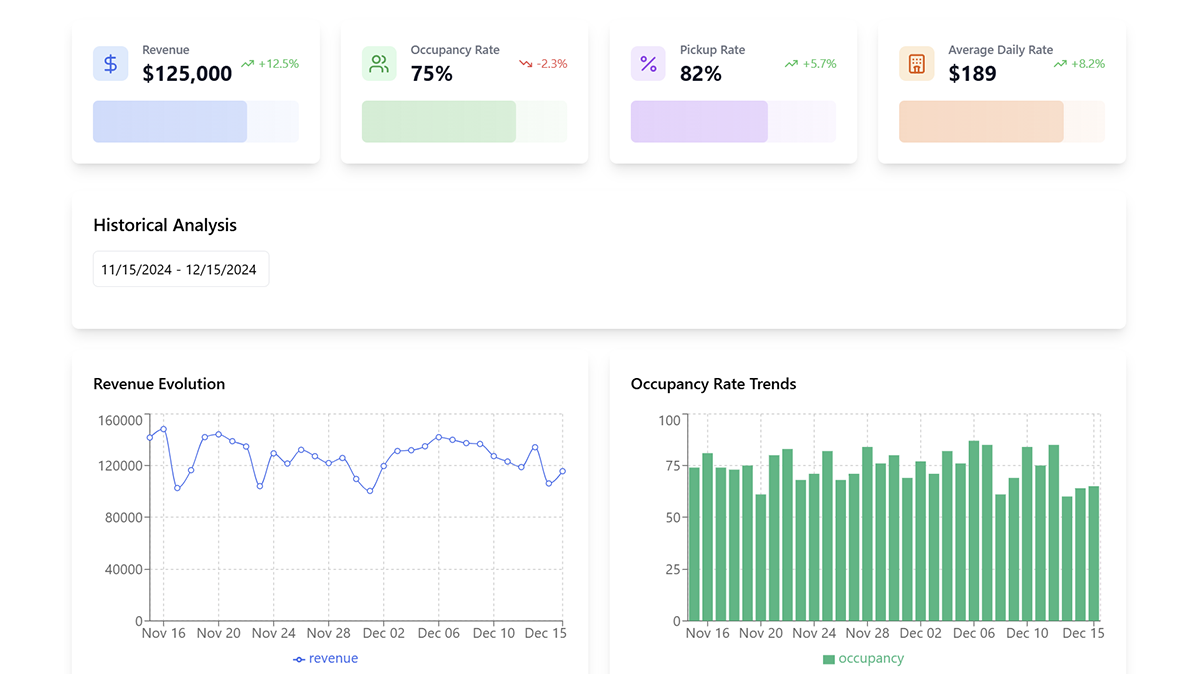 Revenue
$125,000
+12.5%
Occupancy Rate
75%
-2.3%
Pickup Rate
82%
+5.7%
Average Daily Rate
$189
+8.2%
Historical Analysis
11/15/2024 - 12/15/2024
Revenue Evolution
160000
120000
80000
40000
0
Nov 16 Nov 20 Nov 24 Nov 28 Dec 02 Dec 06 Dec 10 Dec 15
revenue
Occupancy Rate Trends
100
75
50
25
0
Nov 16 Nov 20 Nov 24 Nov 28 Dec 02 Dec 06 Dec 10 Dec 15
occupancy